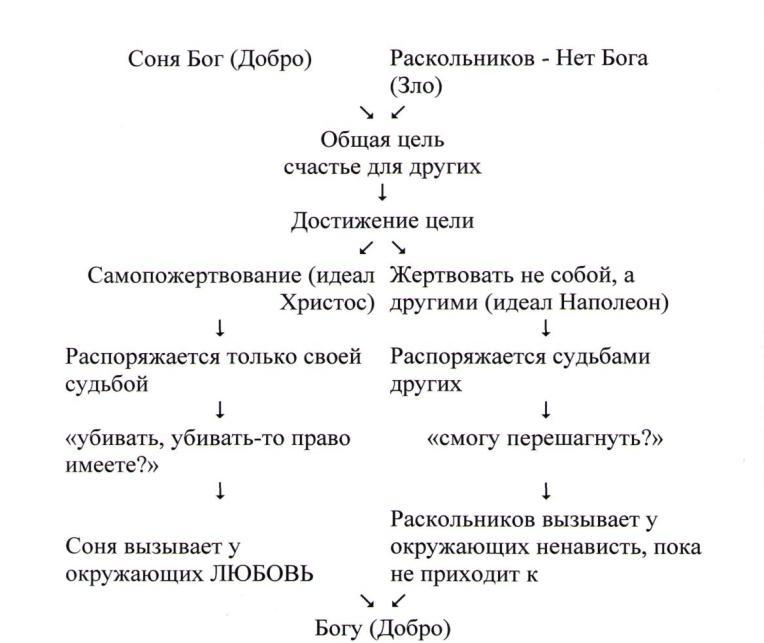 Соня Бог (Добро) Раскольников - Нет Бога
(Зло)
↘ ↙
Общая цель
счастье для других
↓
Достижение цели
↙ ↘
Самопожертвование (идеал Жертвовать не собой, а
Христос) другими (идеал Наполеон)
↓ ↓
Распоряжается только своей Распоряжается судьбами
судьбой других
↓ ↓
«убивать, убивать-то право «смогу перешагнуть?»
имеете?»
↓ ↓
Раскольников вызывает у
Соня вызывает у окружающих ненависть, пока
окружающих ЛЮБОВЬ не приходит к
↘ ↙
Богу (Добро)